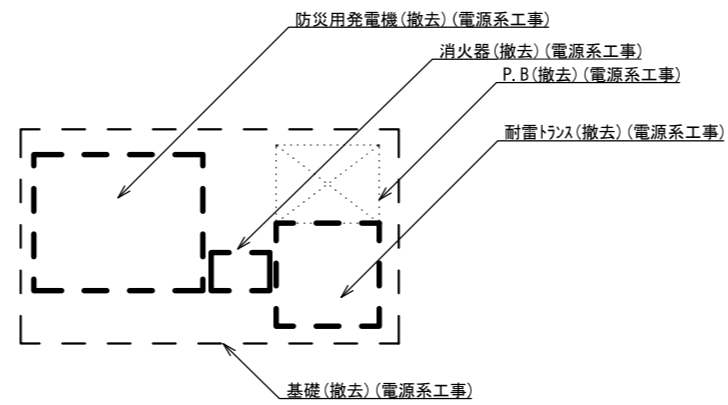 防災用発電機(撤去)(電源系工事)
消火器(撤去)(電源系工事)
P.B(撤去)(電源系工事)
耐雷トランス(撤去)(電源系工事)
基礎(撤去)(電源系工事)